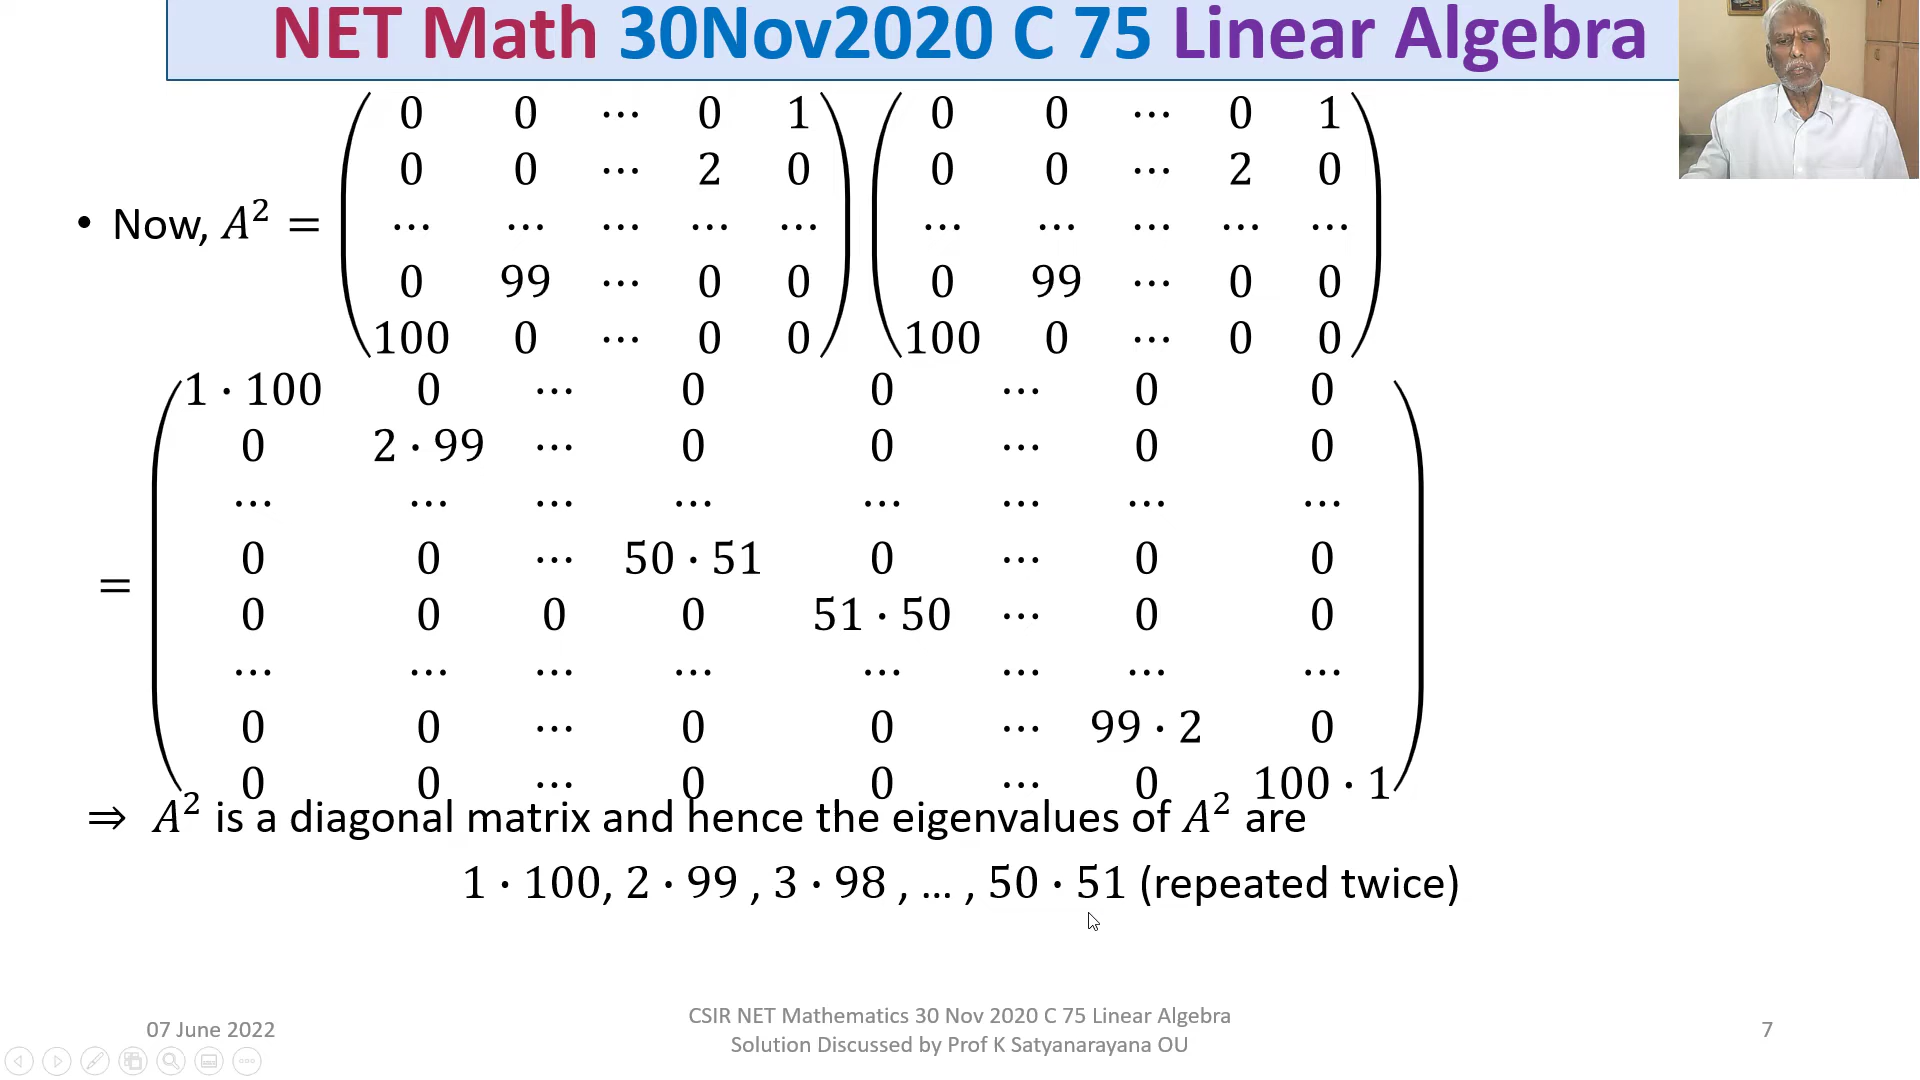 NET Math 30Nov2020 C 75 Linear Algebra
0 0 ⋯ 0 1 0 0 ⋯ 0 1
0 0 ⋯ 2 0 0 0 ⋯ 2 0
• Now, A² = ⋯ ⋯ ⋯ ⋯ ⋯ ⋯ ⋯ ⋯ ⋯ ⋯
0 99 ⋯ 0 0 0 99 ⋯ 0 0
100 0 ⋯ 0 0 100 0 ⋯ 0 0
1 · 100 0 ⋯ 0 0 ⋯ 0 0
0 2 · 99 ⋯ 0 0 ⋯ 0 0
⋯ ⋯ ⋯ ⋯ ⋯ ⋯ ⋯ ⋯
0 0 ⋯ 50 · 51 0 ⋯ 0 0
=
0 0 0 0 51 · 50 ⋯ 0 0
⋯ ⋯ ⋯ ⋯ ⋯ ⋯ ⋯ ⋯
0 0 ⋯ 0 0 ⋯ 99 · 2 0
0 0 ⋯ 0 0 ⋯ 0 100 · 1
⇒ A² is a diagonal matrix and hence the eigenvalues of A² are
1 · 100, 2 · 99 , 3 · 98 , … , 50 · 51 (repeated twice)
07 June 2022
CSIR NET Mathematics 30 Nov 2020 C 75 Linear Algebra
Solution Discussed by Prof K Satyanarayana OU
7